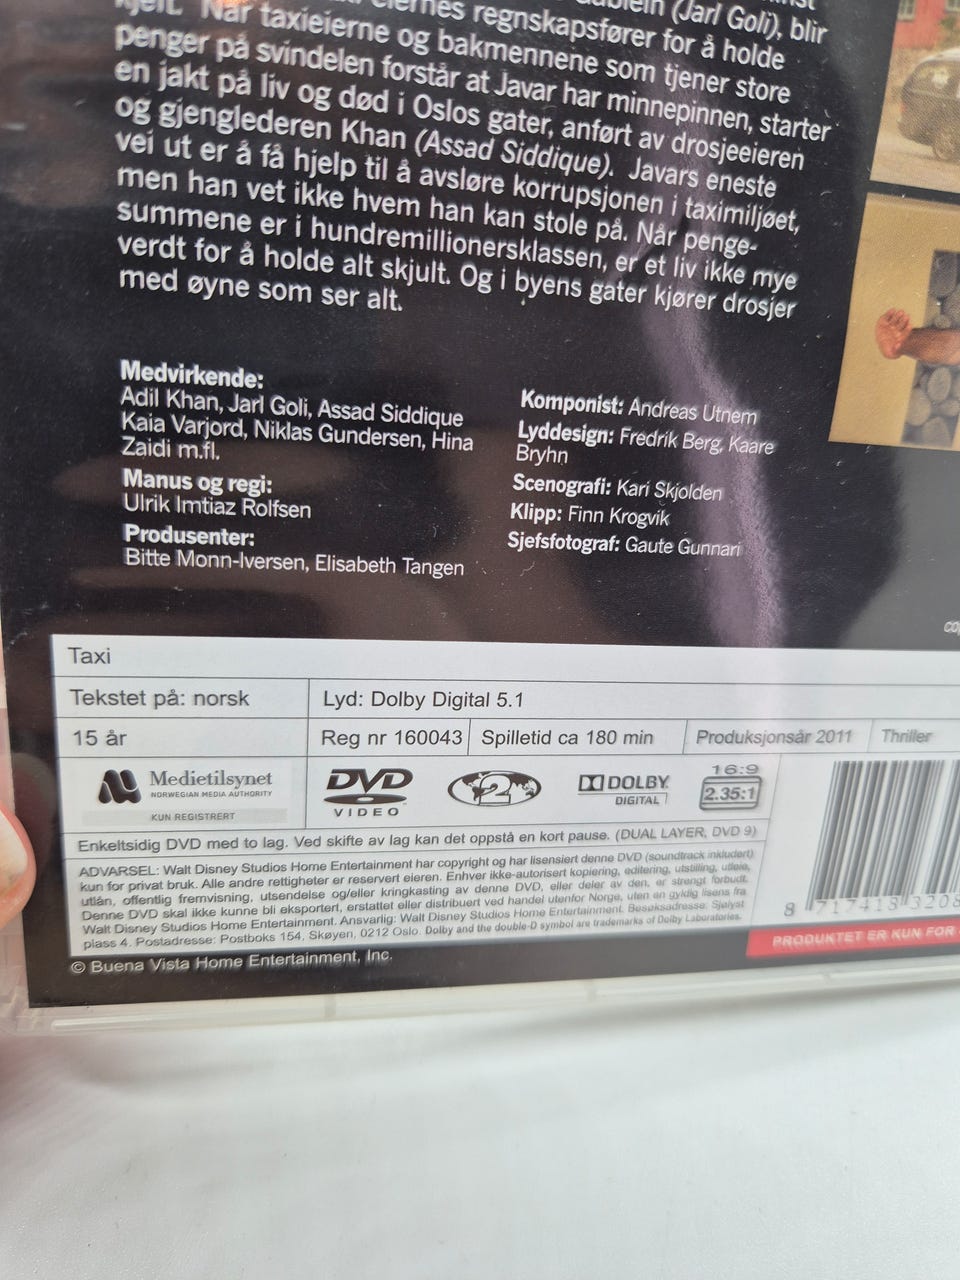 (Jarl Goli), blir
kjent. Når taxieierne og bakmennene som tjener store
regnskapsfører for å holde
penger på svindelen forstår at Javar har minnepinnen, starter
en jakt på liv og død i Oslos gater, anført av drosjeeieren
og gjenglederen Khan (Assad Siddique). Javars eneste
vei ut er å få hjelp til å avsløre korrupsjonen i taximiljøet,
men han vet ikke hvem han kan stole på. Når penge-
summene er i hundremillionersklassen, er et liv ikke mye
verdt for å holde alt skjult. Og i byens gater kjører drosjer
med øyne som ser alt.
Medvirkende:
Adil Khan, Jarl Goli, Assad Siddique
Kaia Varjord, Niklas Gundersen, Hina
Zaidi m.fl.
Manus og regi:
Ulrik Imtiaz Rolfsen
Produsenter:
Bitte Monn-Iversen, Elisabeth Tangen
Komponist: Andreas Utnem
Lyddesign: Fredrik Berg, Kaare
Bryhn
Scenografi: Kari Skjolden
Klipp: Finn Krogvik
Sjefsfotograf: Gaute Gunnari
Taxi
Tekstet på: norsk
Lyd: Dolby Digital 5.1
15 år
Reg nr 160043
Spilletid ca 180 min
Produksjonsår 2011
Thriller
Medietilsynet
NORWEGIAN MEDIA AUTHORITY
KUN REGISTRERT
DVD
VIDEO
2
DOLBY
DIGITAL
16:9
2.35:1
Enkeltsidig DVD med to lag. Ved skifte av lag kan det oppstå en kort pause. (DUAL LAYER, DVD 9)
ADVARSEL: Walt Disney Studios Home Entertainment har copyright og har lisensiert denne DVD (soundtrack inkludert)
kun for privat bruk. Alle andre rettigheter er reservert eieren. Enhver ikke-autorisert kopiering, editering, utstilling, utleie,
utlån, offentlig fremvisning, utsendelse og/eller kringkasting av denne DVD, eller deler av den, er strengt forbudt.
Denne DVD skal ikke kunne bli eksportert, erstattet eller distribuert ved handel utenfor Norge, uten en gyldig lisens fra
Walt Disney Studios Home Entertainment. Ansvarlig: Walt Disney Studios Home Entertainment. Besøksadresse: Sjølyst
plass 4. Postadresse: Postboks 154, Skøyen, 0212 Oslo. Dolby and the double-D symbol are trademarks of Dolby Laboratories.
8 717418 3208
PRODUKTET ER KUN FOR
© Buena Vista Home Entertainment, Inc.